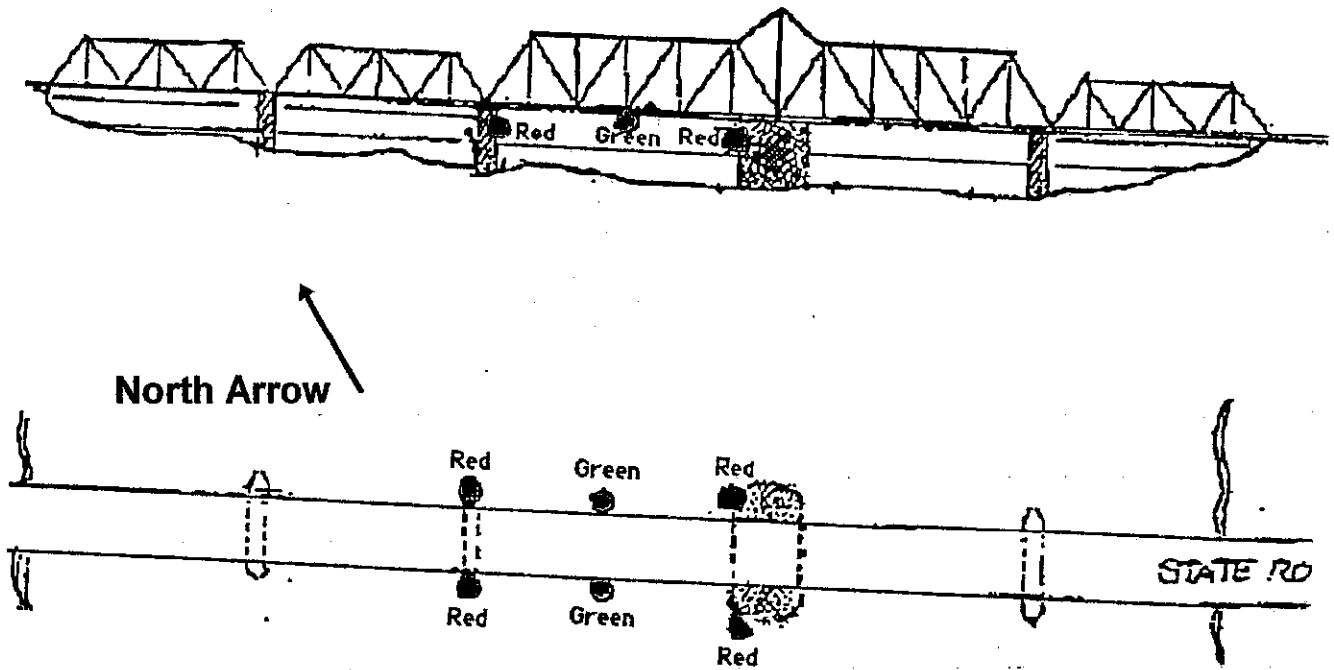 Red Green Red
North Arrow
Red Green Red
STATE RD
Red Green
Red